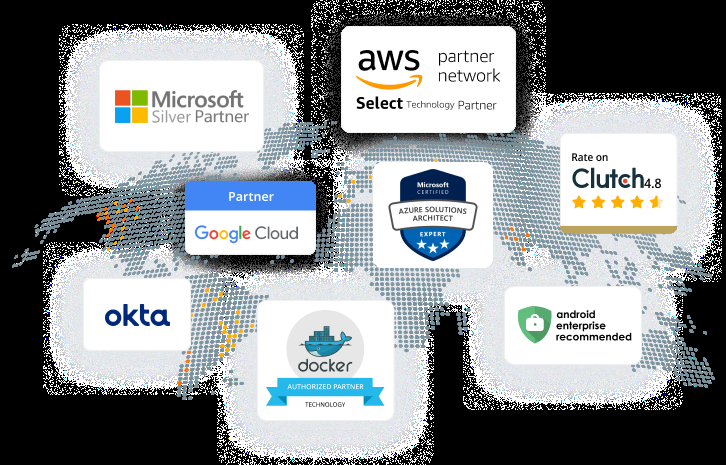 Microsoft
Silver Partner
aws partner
network
Select Technology Partner
Rate on
Clutch 4.8
Partner
Google Cloud
Microsoft
CERTIFIED
AZURE SOLUTIONS
ARCHITECT
EXPERT
okta
docker
AUTHORIZED PARTNER
TECHNOLOGY
android
enterprise
recommended